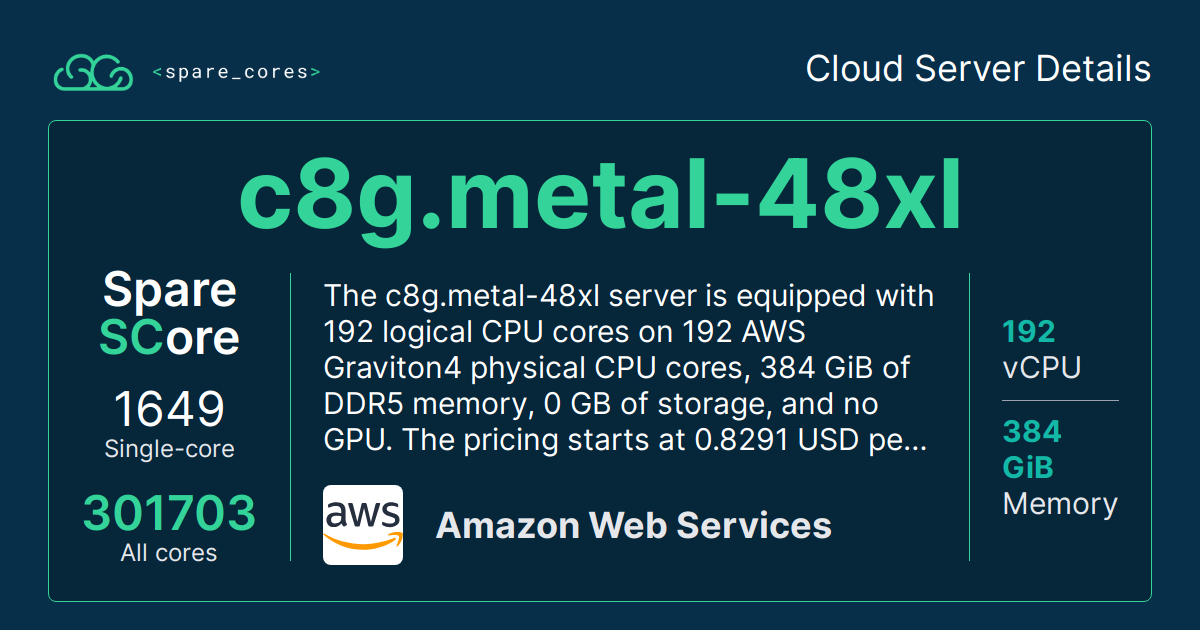 <spare_cores>
Cloud Server Details
c8g.metal-48xl
Spare
SCore
1649
Single-core
301703
All cores
The c8g.metal-48xl server is equipped with
192 logical CPU cores on 192 AWS
Graviton4 physical CPU cores, 384 GiB of
DDR5 memory, 0 GB of storage, and no
GPU. The pricing starts at 0.8291 USD pe...
aws
Amazon Web Services
192
vCPU
384
GiB
Memory